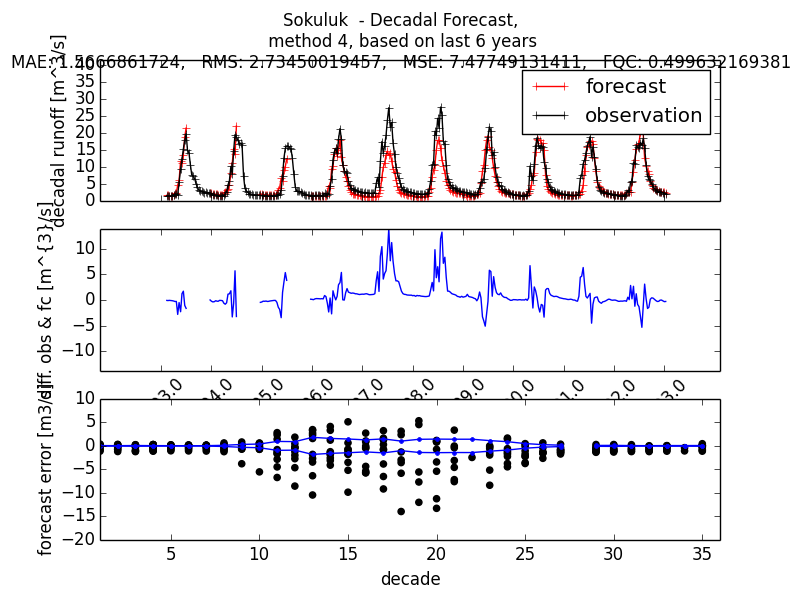 Sokuluk  - Decadal Forecast,
method 4, based on last 6 years
MAE: 1.5666861724,   RMS: 2.73450019457,   MSE: 7.47749131411,   FQC: 0.499632169381
decadal runoff [m^3/s]
40
35
30
25
20
15
10
5
0
forecast
observation
diff. obs & fc [m^{3}/s]
10
5
0
−5
−10
forecast error [m3/s]
10
5
0
−5
−10
−15
−20
5 10 15 20 25 30 35
decade